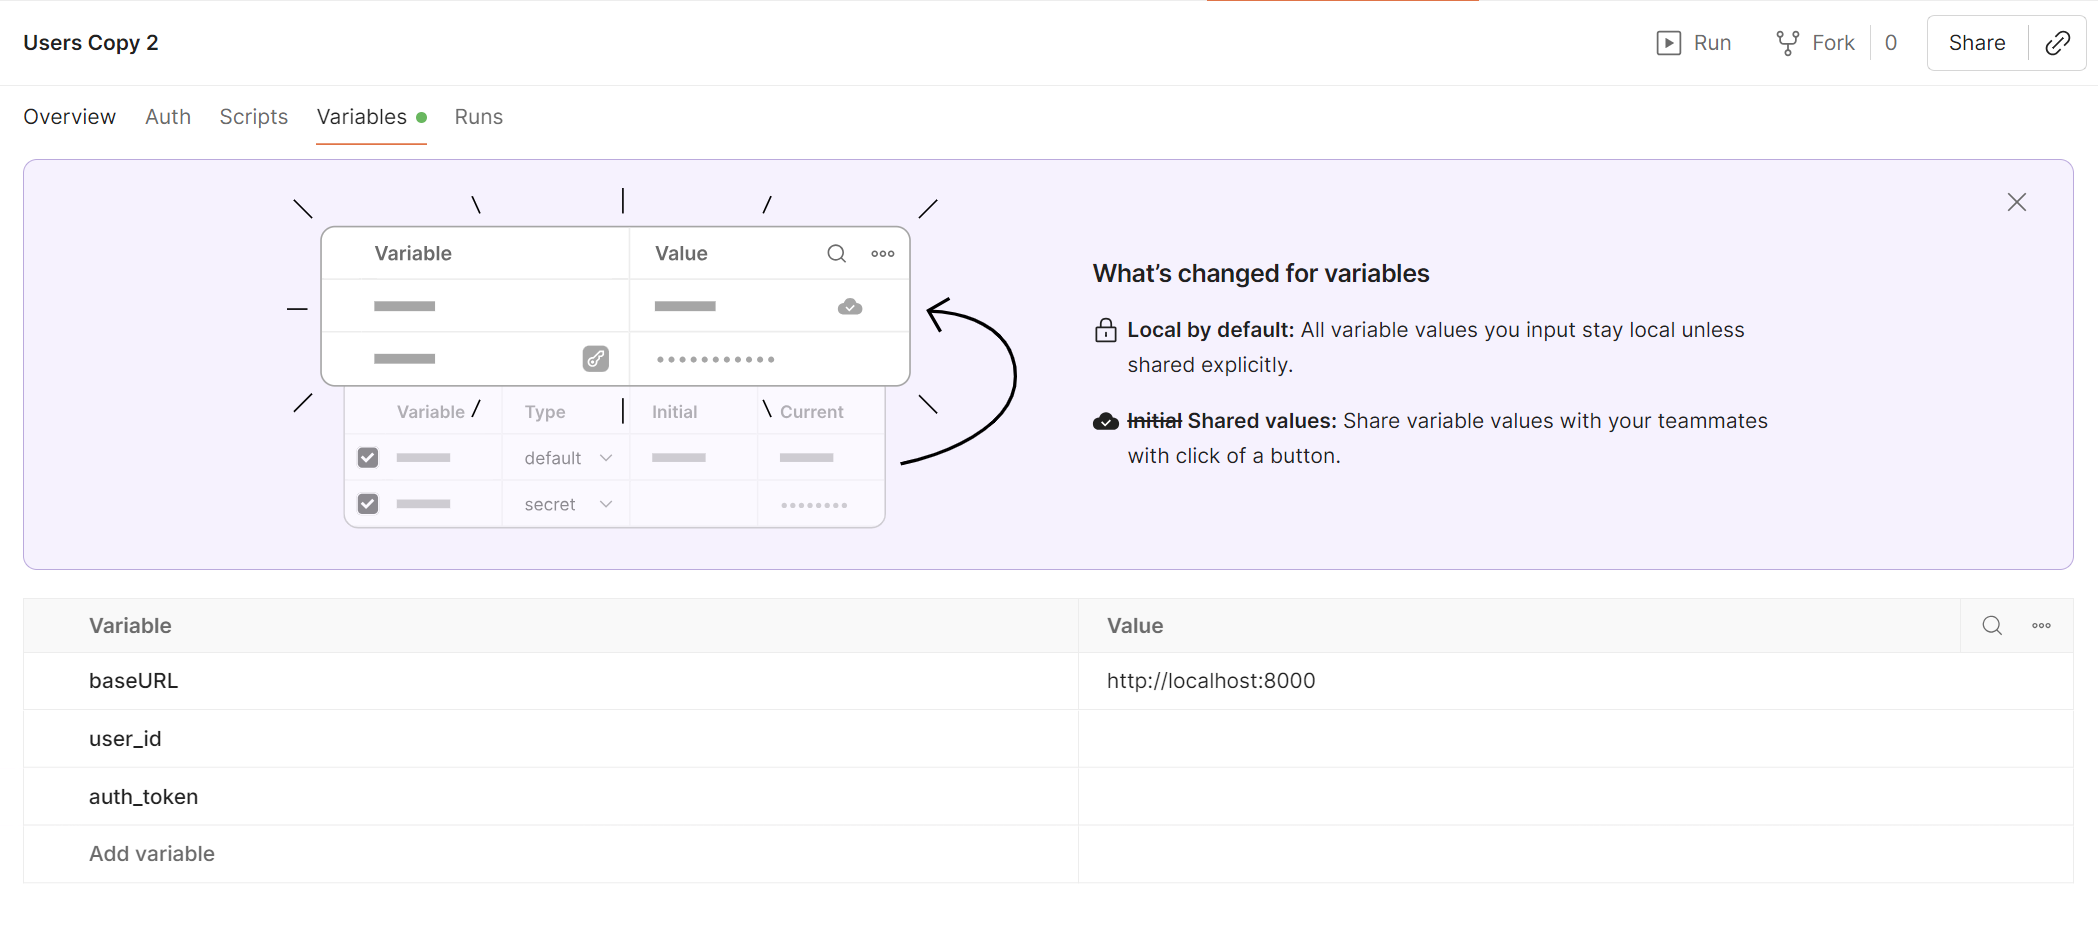 Users Copy 2
Run
Fork
0
Share
Overview
Auth
Scripts
Variables
Runs
Variable
Value
Variable
Type
Initial
Current
default
secret
What’s changed for variables
Local by default: All variable values you input stay local unless
shared explicitly.
Initial Shared values: Share variable values with your teammates
with click of a button.
Variable
Value
baseURL
http://localhost:8000
user_id
auth_token
Add variable